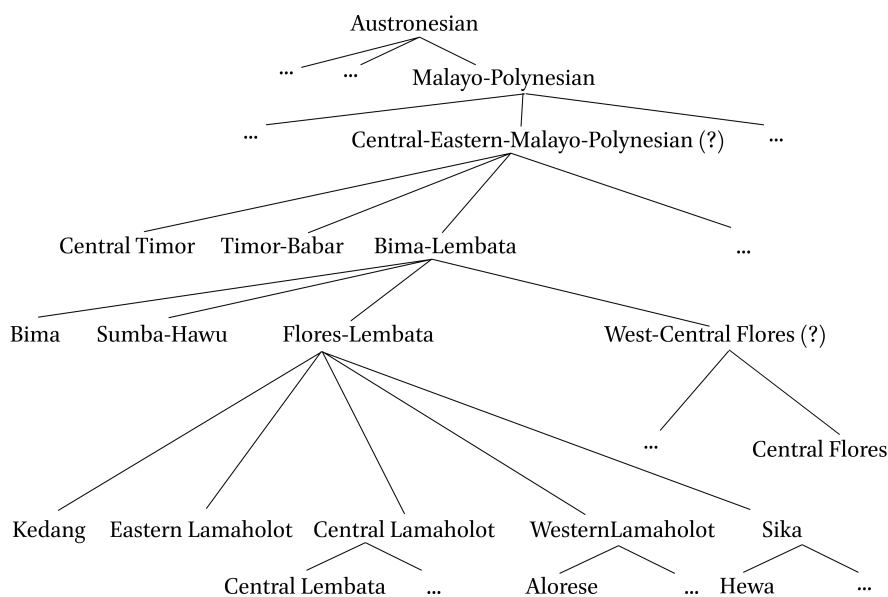 Austronesian
... ... Malayo-Polynesian
... Central-Eastern-Malayo-Polynesian (?) ...
Central Timor Timor-Babar Bima-Lembata ...
Bima Sumba-Hawu Flores-Lembata West-Central Flores (?)
... Central Flores
Kedang Eastern Lamaholot Central Lamaholot WesternLamaholot Sika
Central Lembata ... Alorese ... Hewa ...